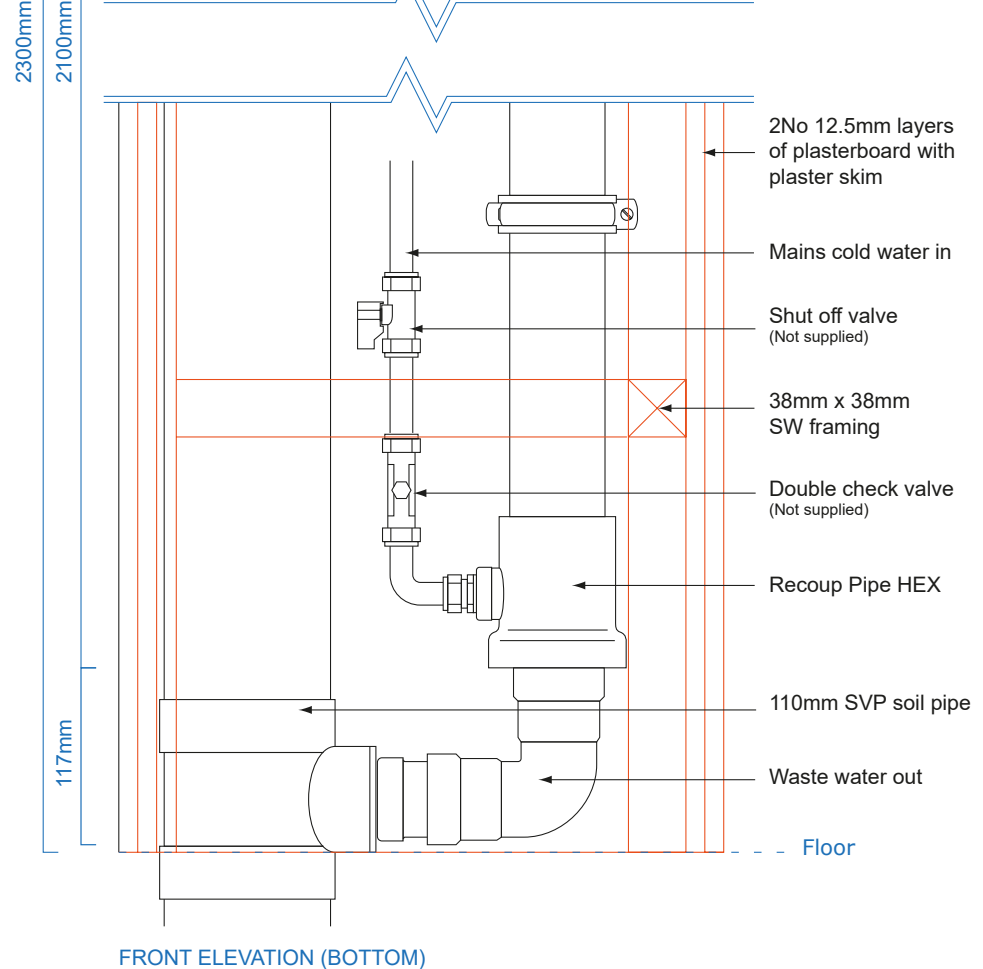 2300mm
2100mm
2No 12.5mm layers
of plasterboard with
plaster skim
Mains cold water in
Shut off valve
(Not supplied)
38mm x 38mm
SW framing
Double check valve
(Not supplied)
Recoup Pipe HEX
110mm SVP soil pipe
117mm
Waste water out
Floor
FRONT ELEVATION (BOTTOM)